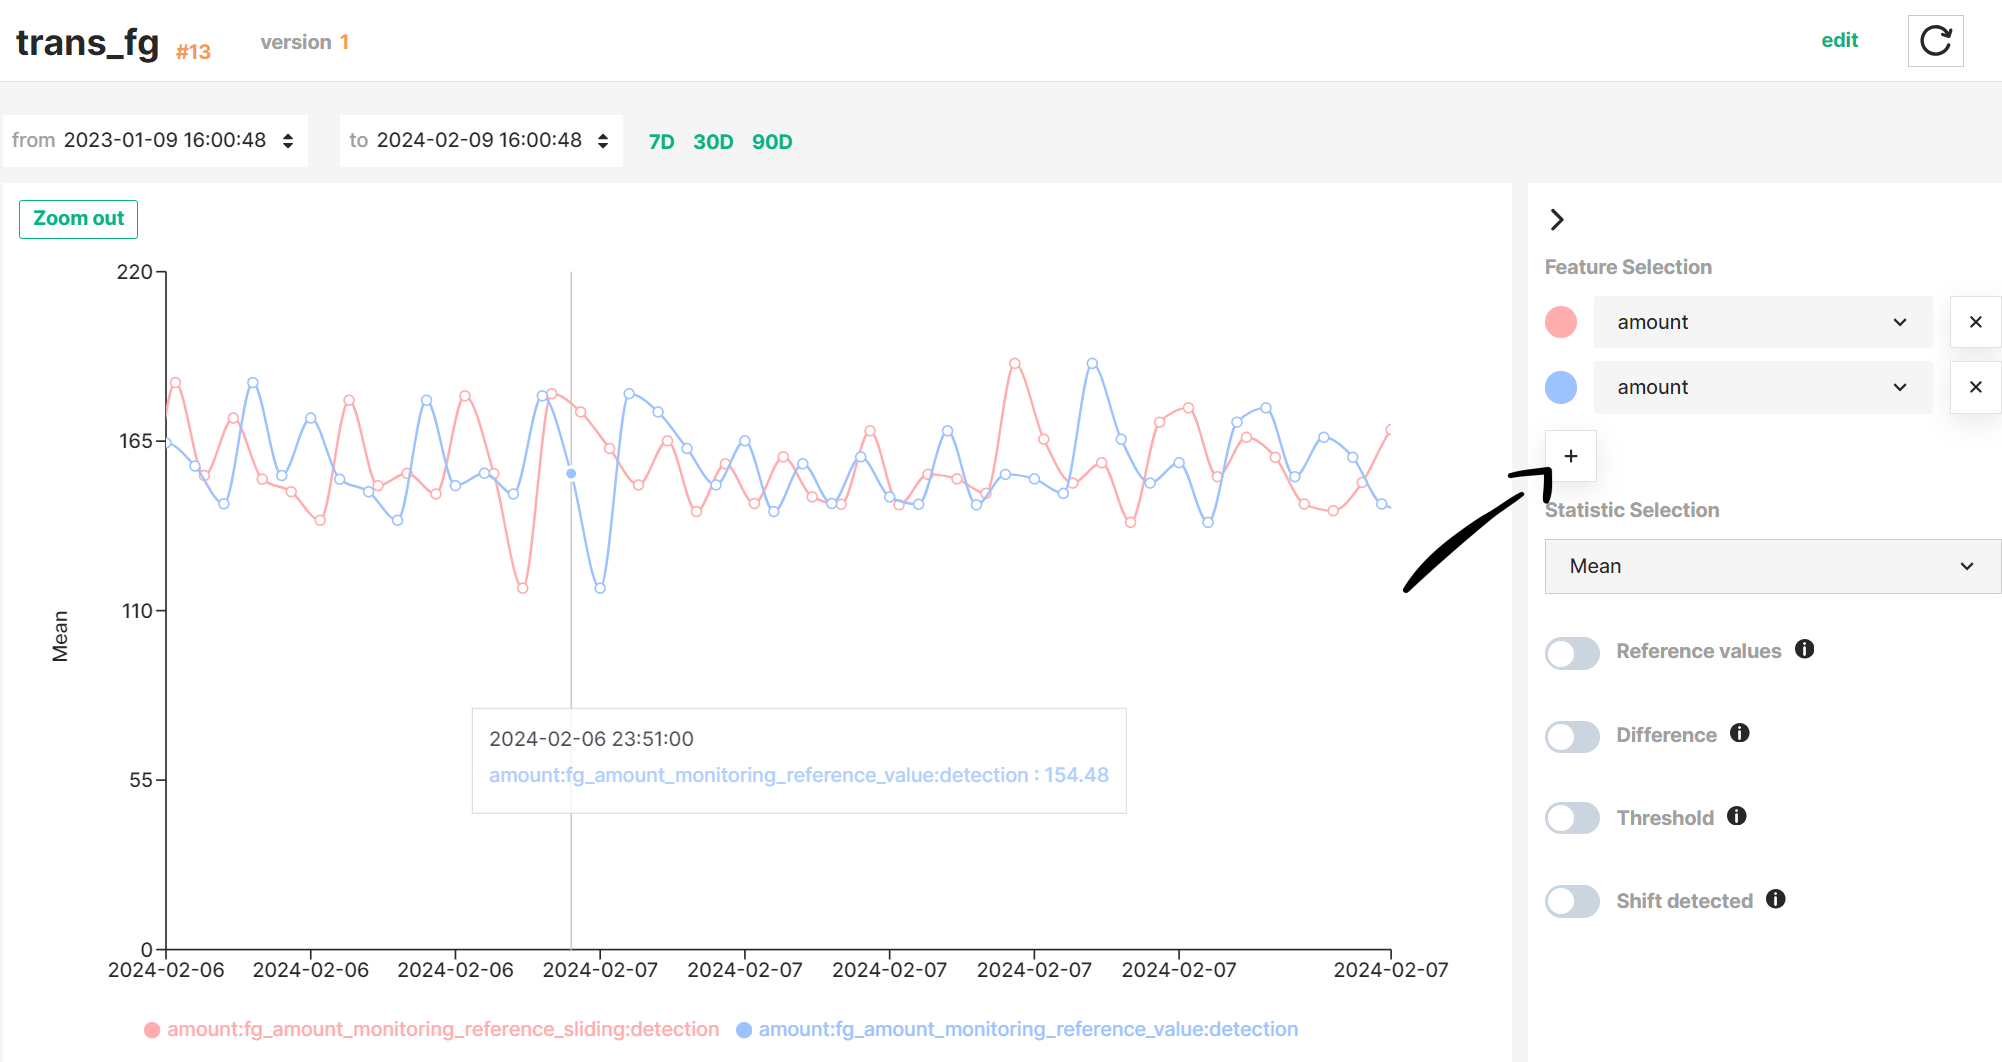 trans_fg #13 version 1 edit
from 2023-01-09 16:00:48 to 2024-02-09 16:00:48 7D 30D 90D
Zoom out
220
165
110
55
0
Mean
2024-02-06 23:51:00
amount:fg_amount_monitoring_reference_value:detection : 154.48
2024-02-06 2024-02-06 2024-02-06 2024-02-07 2024-02-07 2024-02-07 2024-02-07 2024-02-07 2024-02-07
amount:fg_amount_monitoring_reference_sliding:detection amount:fg_amount_monitoring_reference_value:detection
Feature Selection
amount
amount
+
Statistic Selection
Mean
Reference values
Difference
Threshold
Shift detected